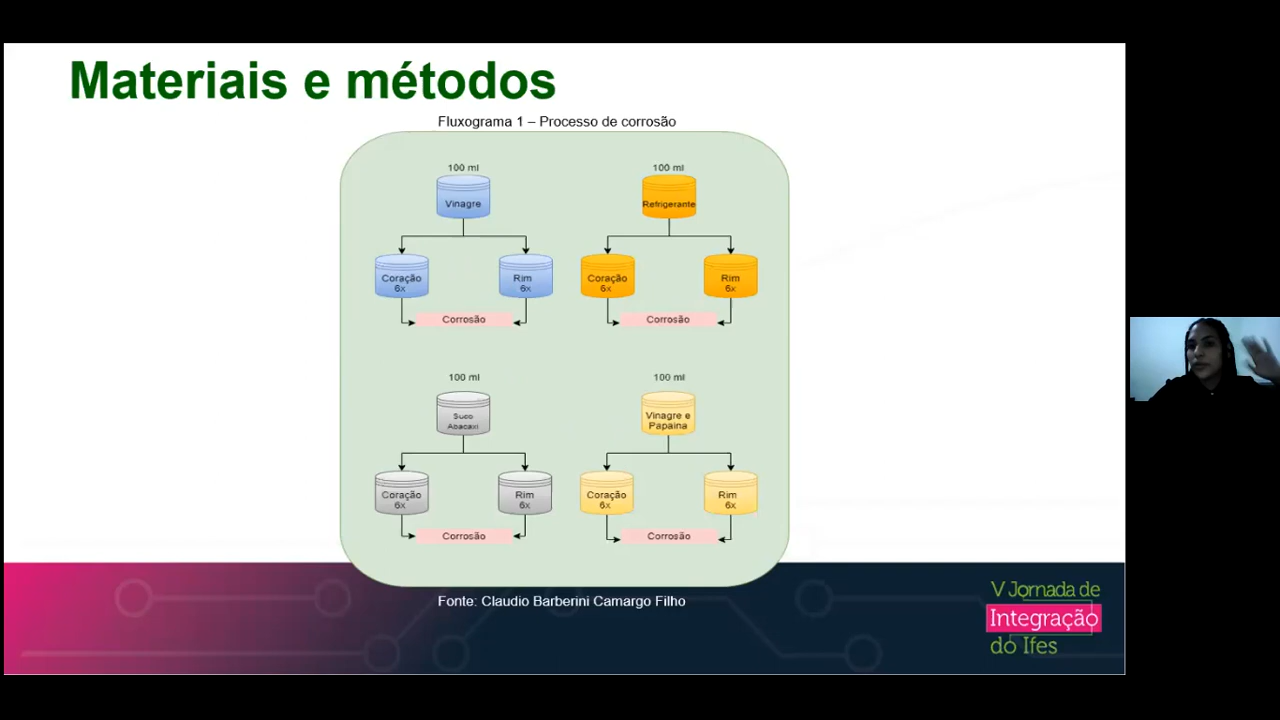 Materiais e métodos
Fluxograma 1 – Processo de corrosão
100 ml
100 ml
Vinagre
Refrigerante
Coração
6x
Rim
6x
Coração
6x
Rim
6x
Corrosão
Corrosão
100 ml
100 ml
Suco
Abacaxi
Vinagre e
Papaina
Coração
6x
Rim
6x
Coração
6x
Rim
6x
Corrosão
Corrosão
Fonte: Claudio Barberini Camargo Filho
V Jornada de
Integração
do Ifes